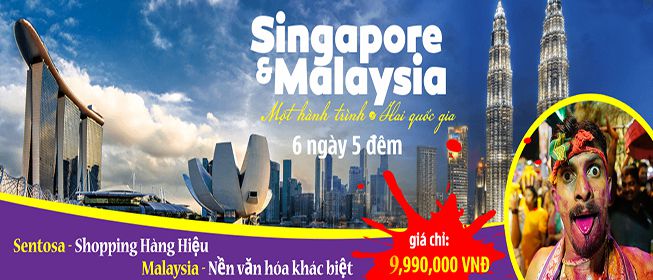 Singapore
& Malaysia
Một hành trình • Hai quốc gia
6 ngày 5 đêm
Sentosa - Shopping Hàng Hiệu
Malaysia - Nền văn hóa khác biệt
giá chỉ:
9,990,000 VNĐ